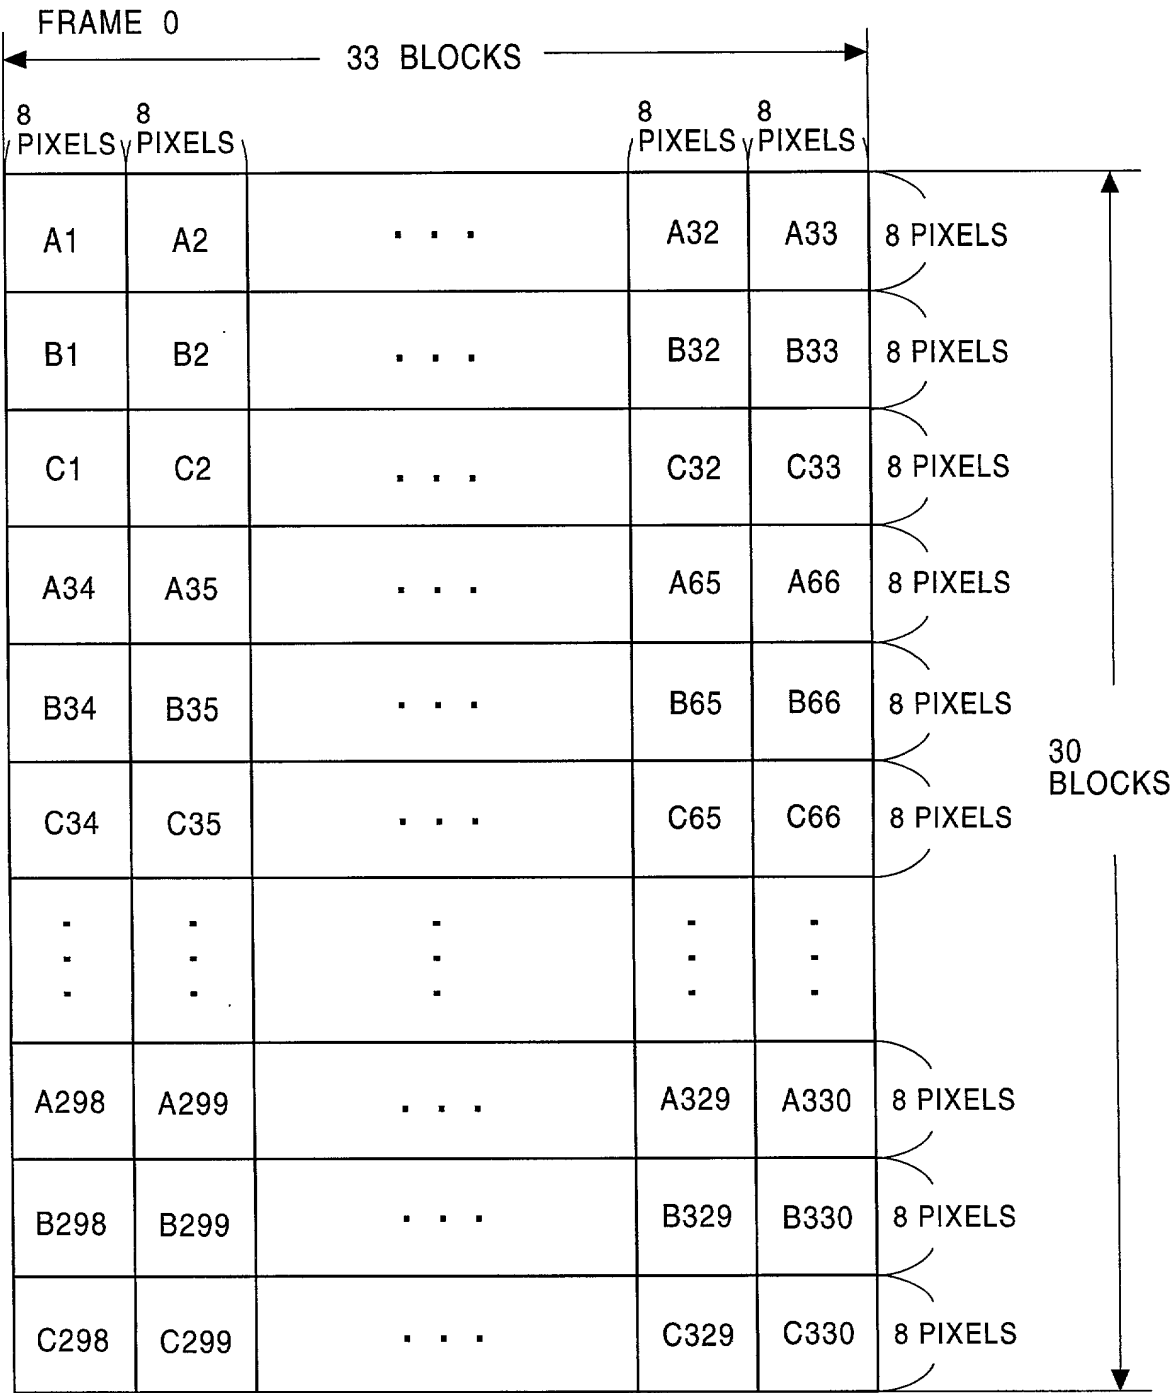 FRAME 0
33 BLOCKS
8 PIXELS 8 PIXELS 8 PIXELS 8 PIXELS
A1 A2 . . . A32 A33 8 PIXELS
B1 B2 . . . B32 B33 8 PIXELS
C1 C2 . . . C32 C33 8 PIXELS
A34 A35 . . . A65 A66 8 PIXELS
B34 B35 . . . B65 B66 8 PIXELS
30 BLOCKS
C34 C35 . . . C65 C66 8 PIXELS
A298 A299 . . . A329 A330 8 PIXELS
B298 B299 . . . B329 B330 8 PIXELS
C298 C299 . . . C329 C330 8 PIXELS